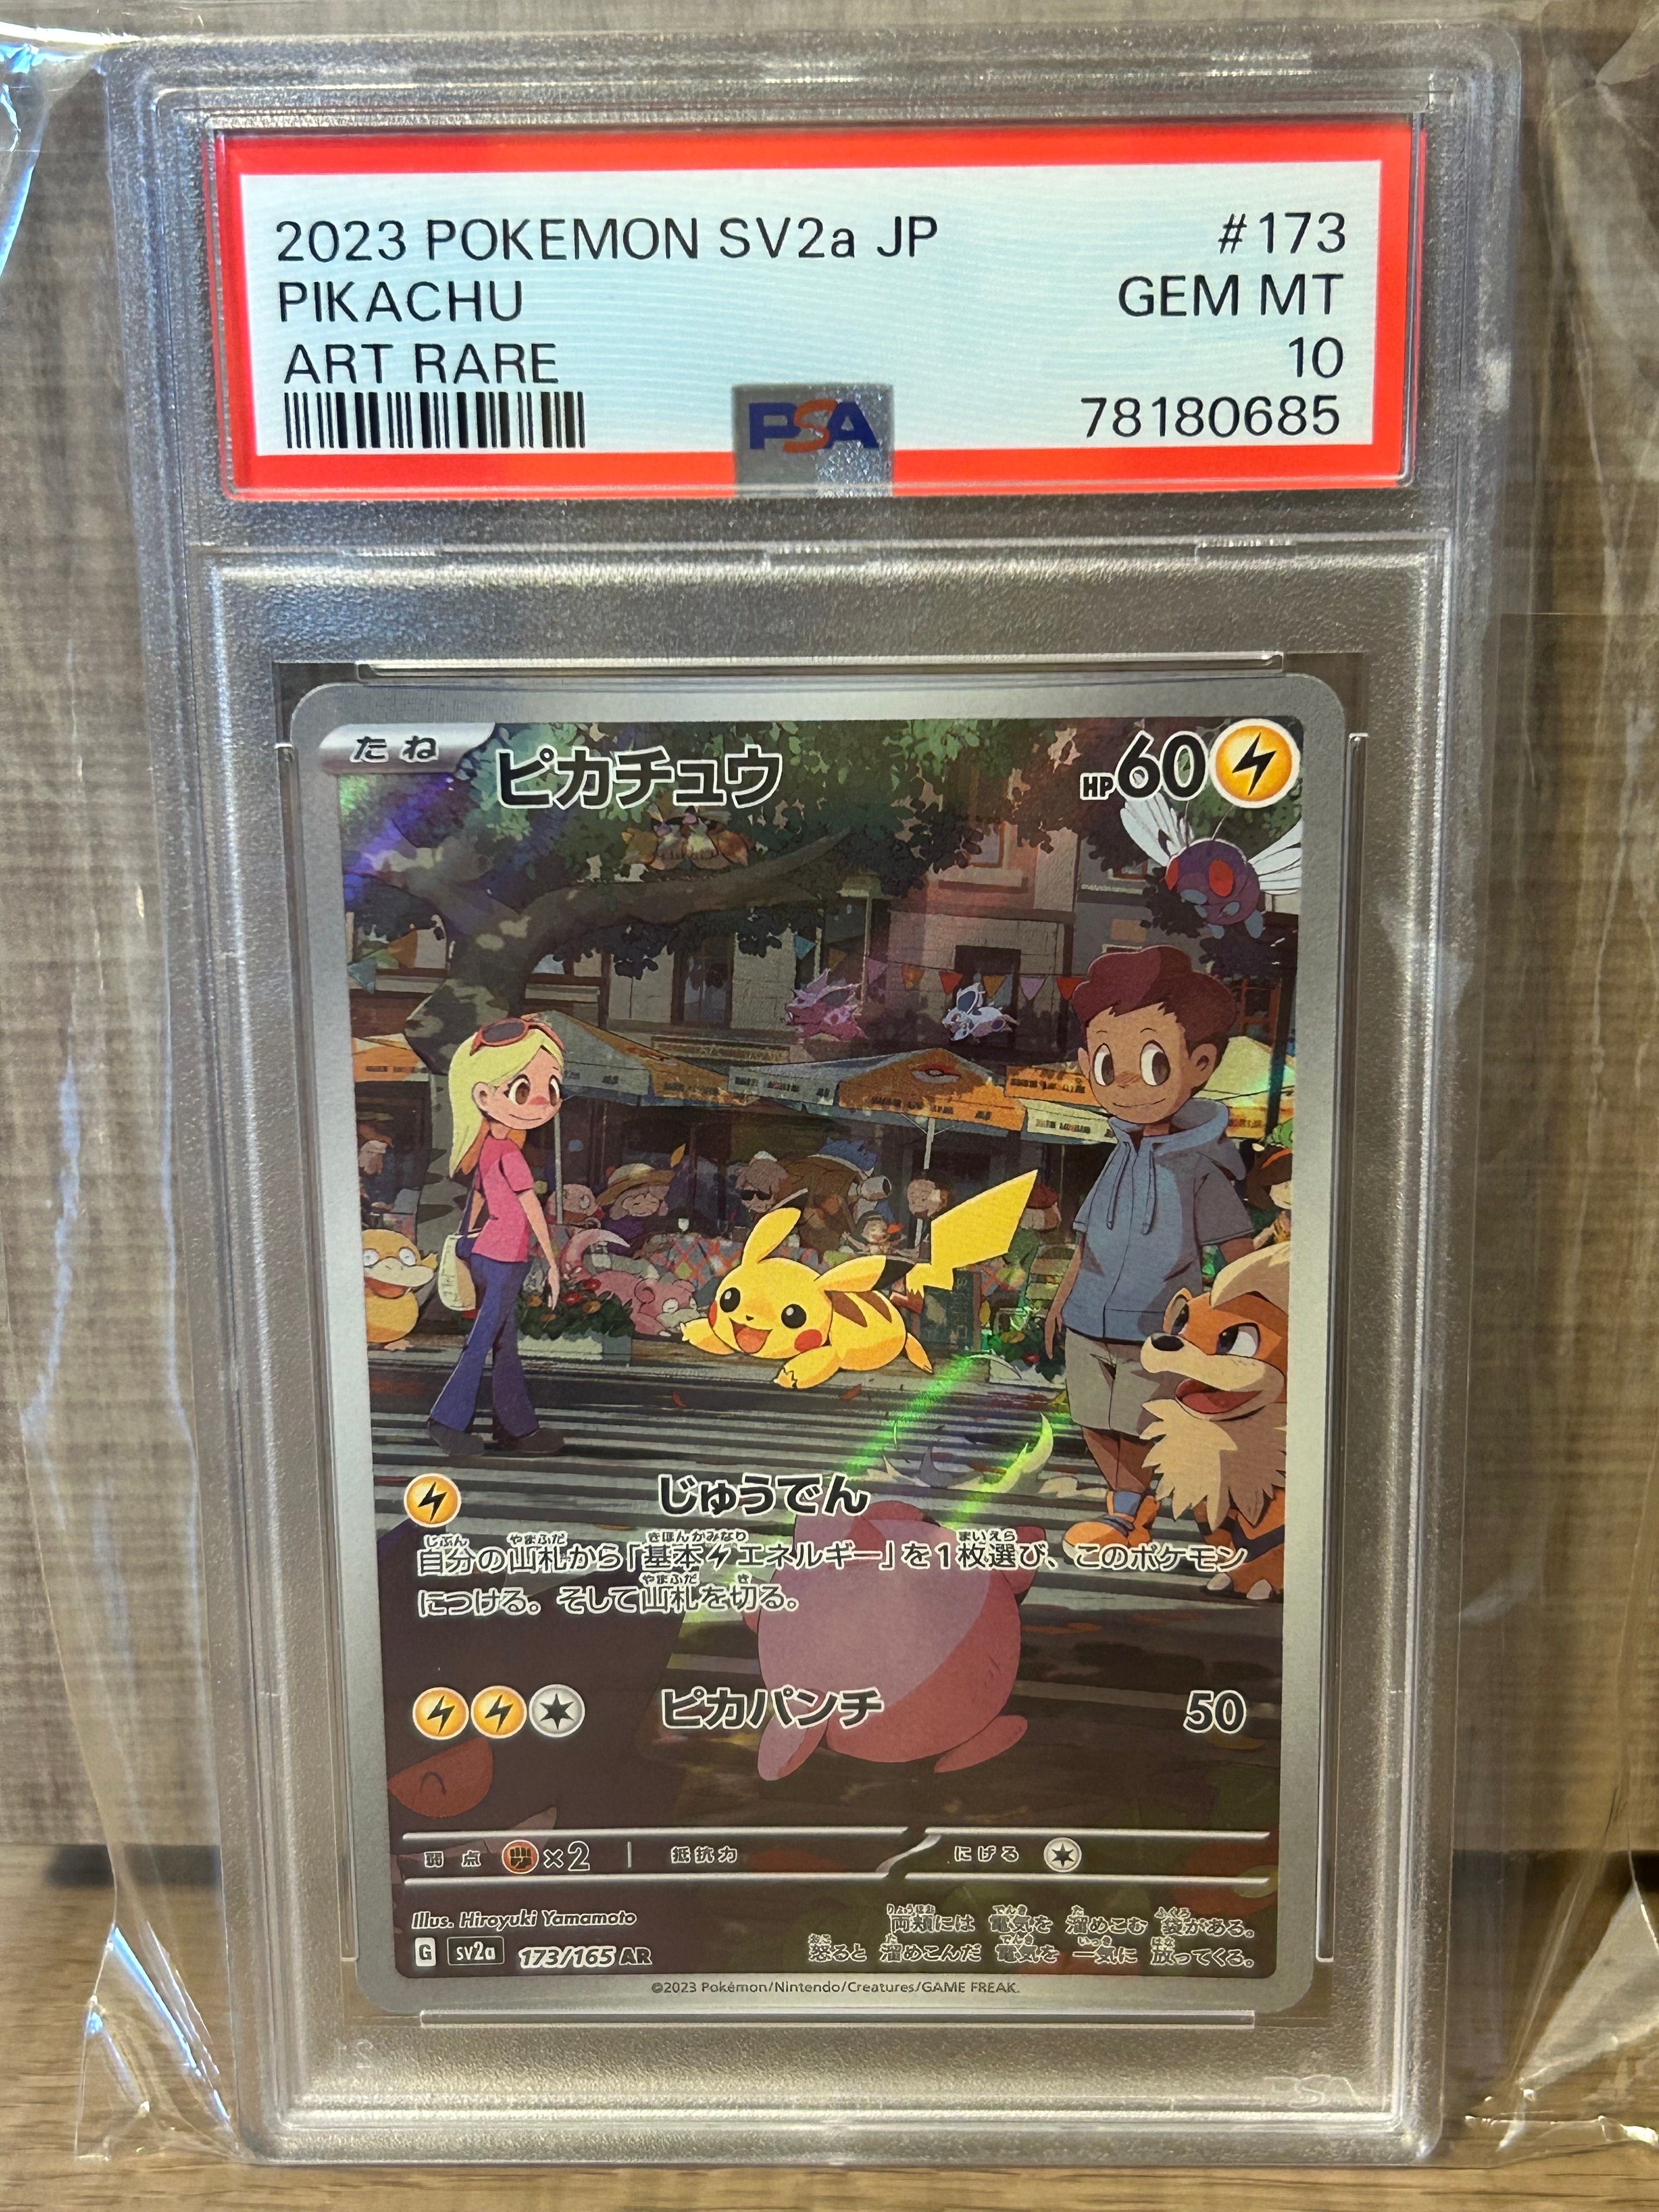 2023 POKEMON SV2a JP #173
PIKACHU GEM MT
ART RARE 10
PSA 78180685
たね ピカチュウ HP60
じゅうでん
自分の山札から「基本エネルギー」を1枚選び、このポケモン
につける。そして山札を切る。
ピカパンチ 50
弱点 ×2 抵抗力 にげる
Illus. Hiroyuki Yamamoto
両頬には 電気を 溜めこむ 袋がある。
怒ると 溜めこんだ 電気を 一気に 放ってくる。
G sv2a 173/165 AR
©2023 Pokémon/Nintendo/Creatures/GAME FREAK.